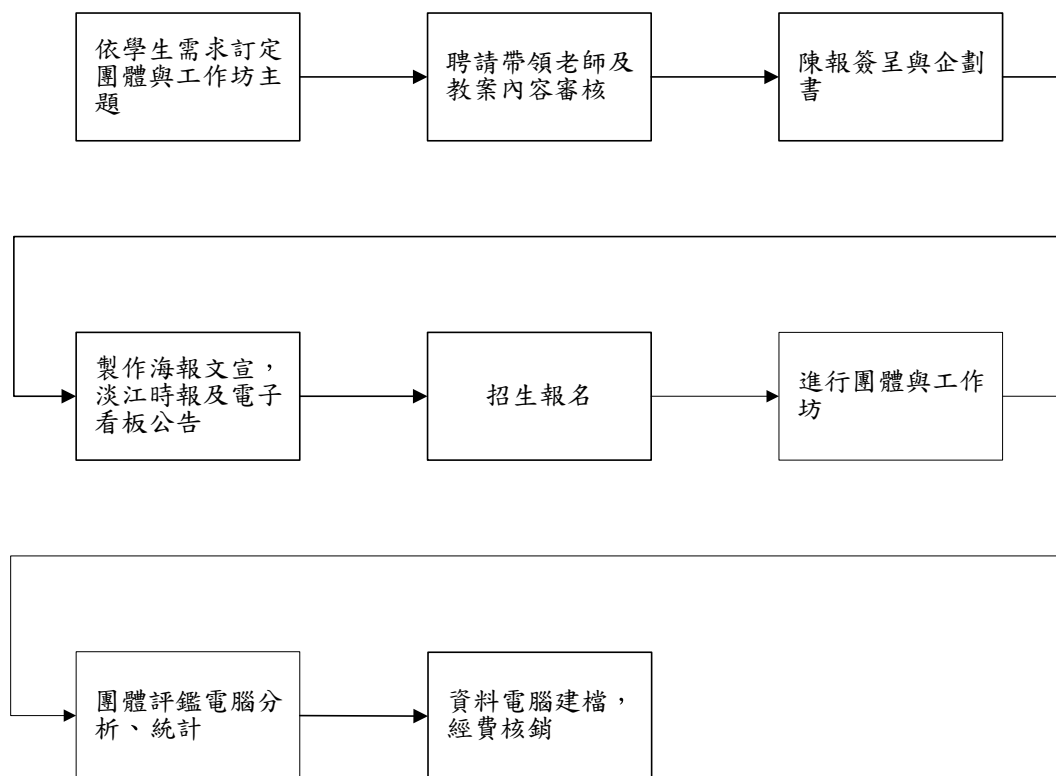 依學生需求訂定
團體與工作坊主
題
聘請帶領老師及
教案內容審核
陳報簽呈與企劃
書
製作海報文宣，
淡江時報及電子
看板公告
招生報名
進行團體與工作
坊
團體評鑑電腦分
析、統計
資料電腦建檔，
經費核銷